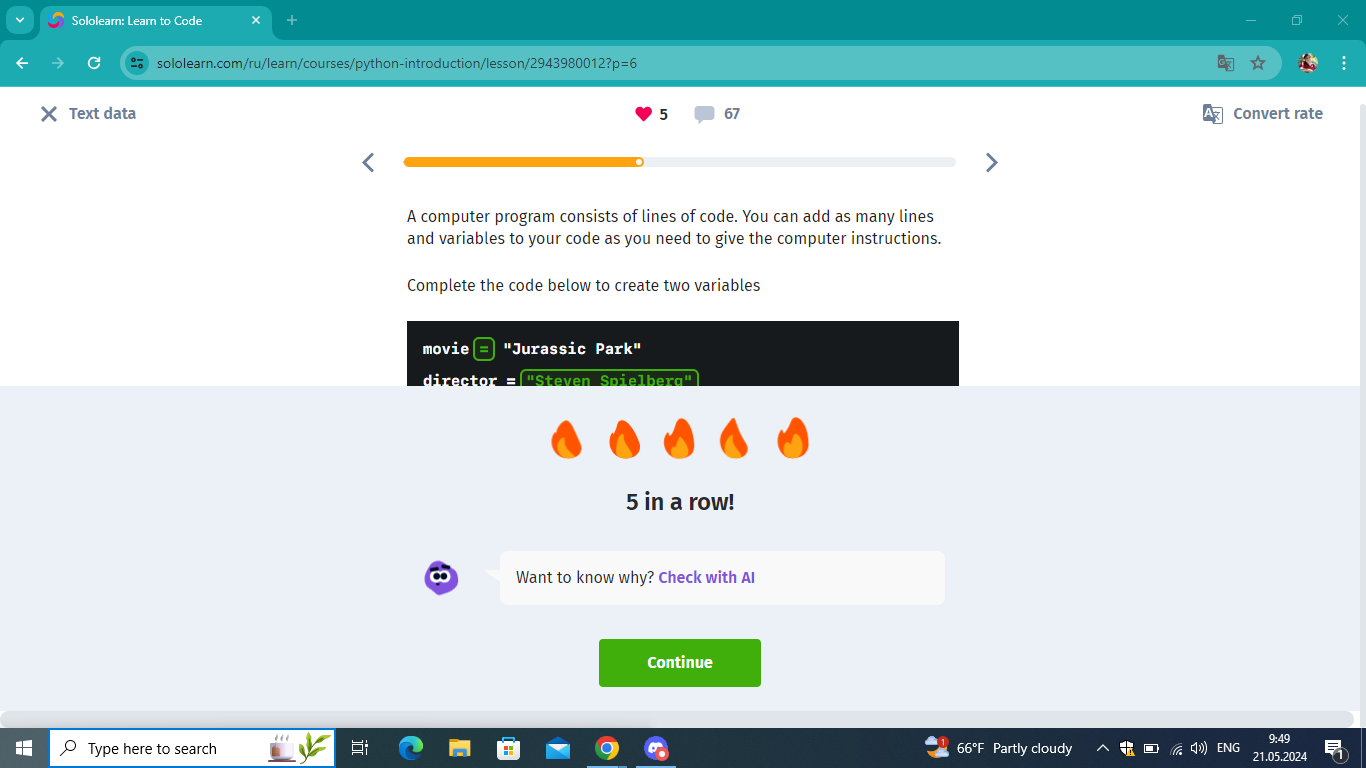 Sololearn: Learn to Code
sololearn.com/ru/learn/courses/python-introduction/lesson/2943980012?p=6
Text data
5
67
Convert rate
A computer program consists of lines of code. You can add as many lines
and variables to your code as you need to give the computer instructions.
Complete the code below to create two variables
movie = "Jurassic Park"
director = "Steven Spielberg"
5 in a row!
Want to know why? Check with AI
Continue
Type here to search
1
66°F Partly cloudy
ENG
9:49
21.05.2024
1